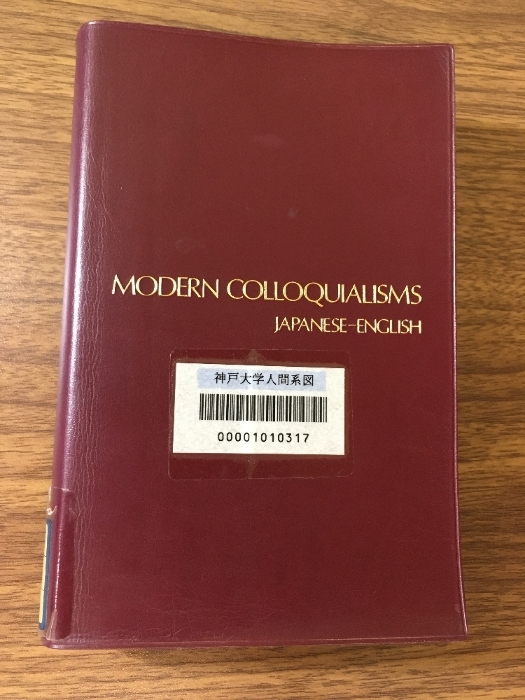 MODERN COLLOQUIALISMS
JAPANESE-ENGLISH
神戸大学人間系図
00001010317